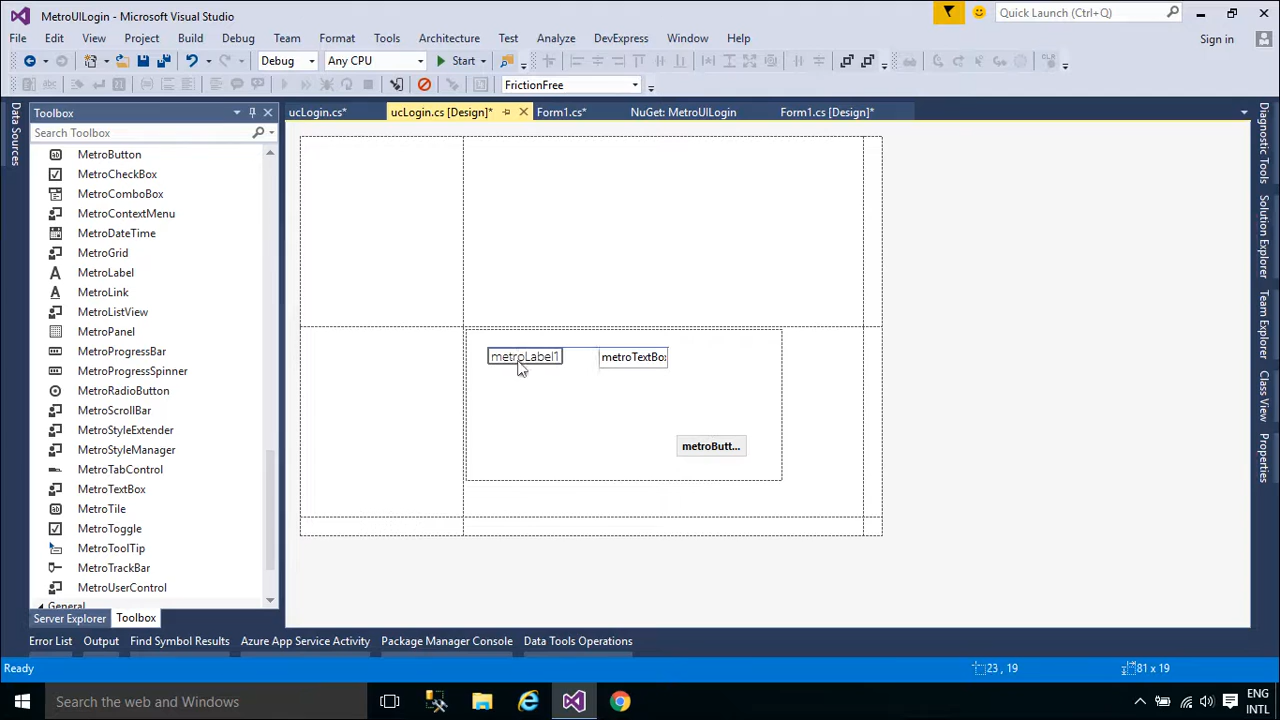 MetroUILogin - Microsoft Visual Studio
Quick Launch (Ctrl+Q)
File Edit View Project Build Debug Team Format Tools Architecture Test Analyze DevExpress Window Help
Sign in
Debug Any CPU Start
FrictionFree
Data Sources
Toolbox
ucLogin.cs* ucLogin.cs [Design]* Form1.cs* NuGet: MetroUILogin Form1.cs [Design]*
Search Toolbox
MetroButton
MetroCheckBox
MetroComboBox
MetroContextMenu
MetroDateTime
MetroGrid
MetroLabel
MetroLink
MetroListView
MetroPanel
MetroProgressBar
MetroProgressSpinner
MetroRadioButton
MetroScrollBar
MetroStyleExtender
MetroStyleManager
MetroTabControl
MetroTextBox
MetroTile
MetroToggle
MetroToolTip
MetroTrackBar
MetroUserControl
General
metroLabel1 metroTextBo
metroButt...
Diagnostic Tools
Solution Explorer
Team Explorer
Class View
Properties
Server Explorer Toolbox
Error List Output Find Symbol Results Azure App Service Activity Package Manager Console Data Tools Operations
Ready 23 , 19 81 x 19
Search the web and Windows
ENG
INTL